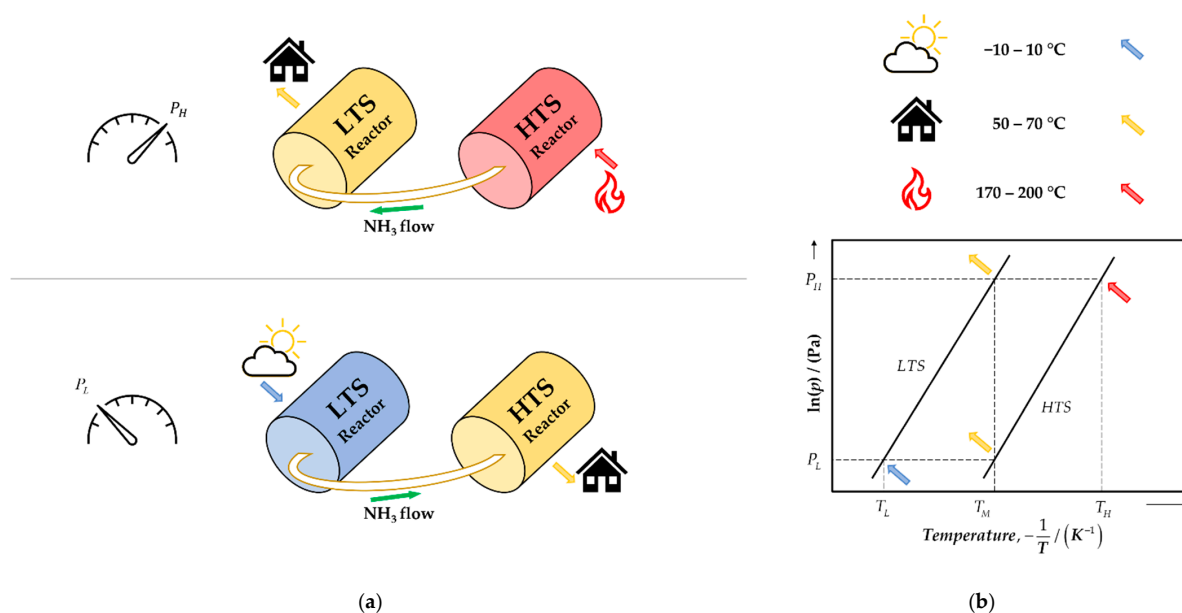 P_H
LTS
Reactor
HTS
Reactor
NH₃ flow
P_L
LTS
Reactor
HTS
Reactor
NH₃ flow
(a)
−10 – 10 °C
50 – 70 °C
170 – 200 °C
ln(p) / (Pa)
P_H
P_L
LTS
HTS
T_L
T_M
T_H
Temperature, −1/T / (K⁻¹)
(b)